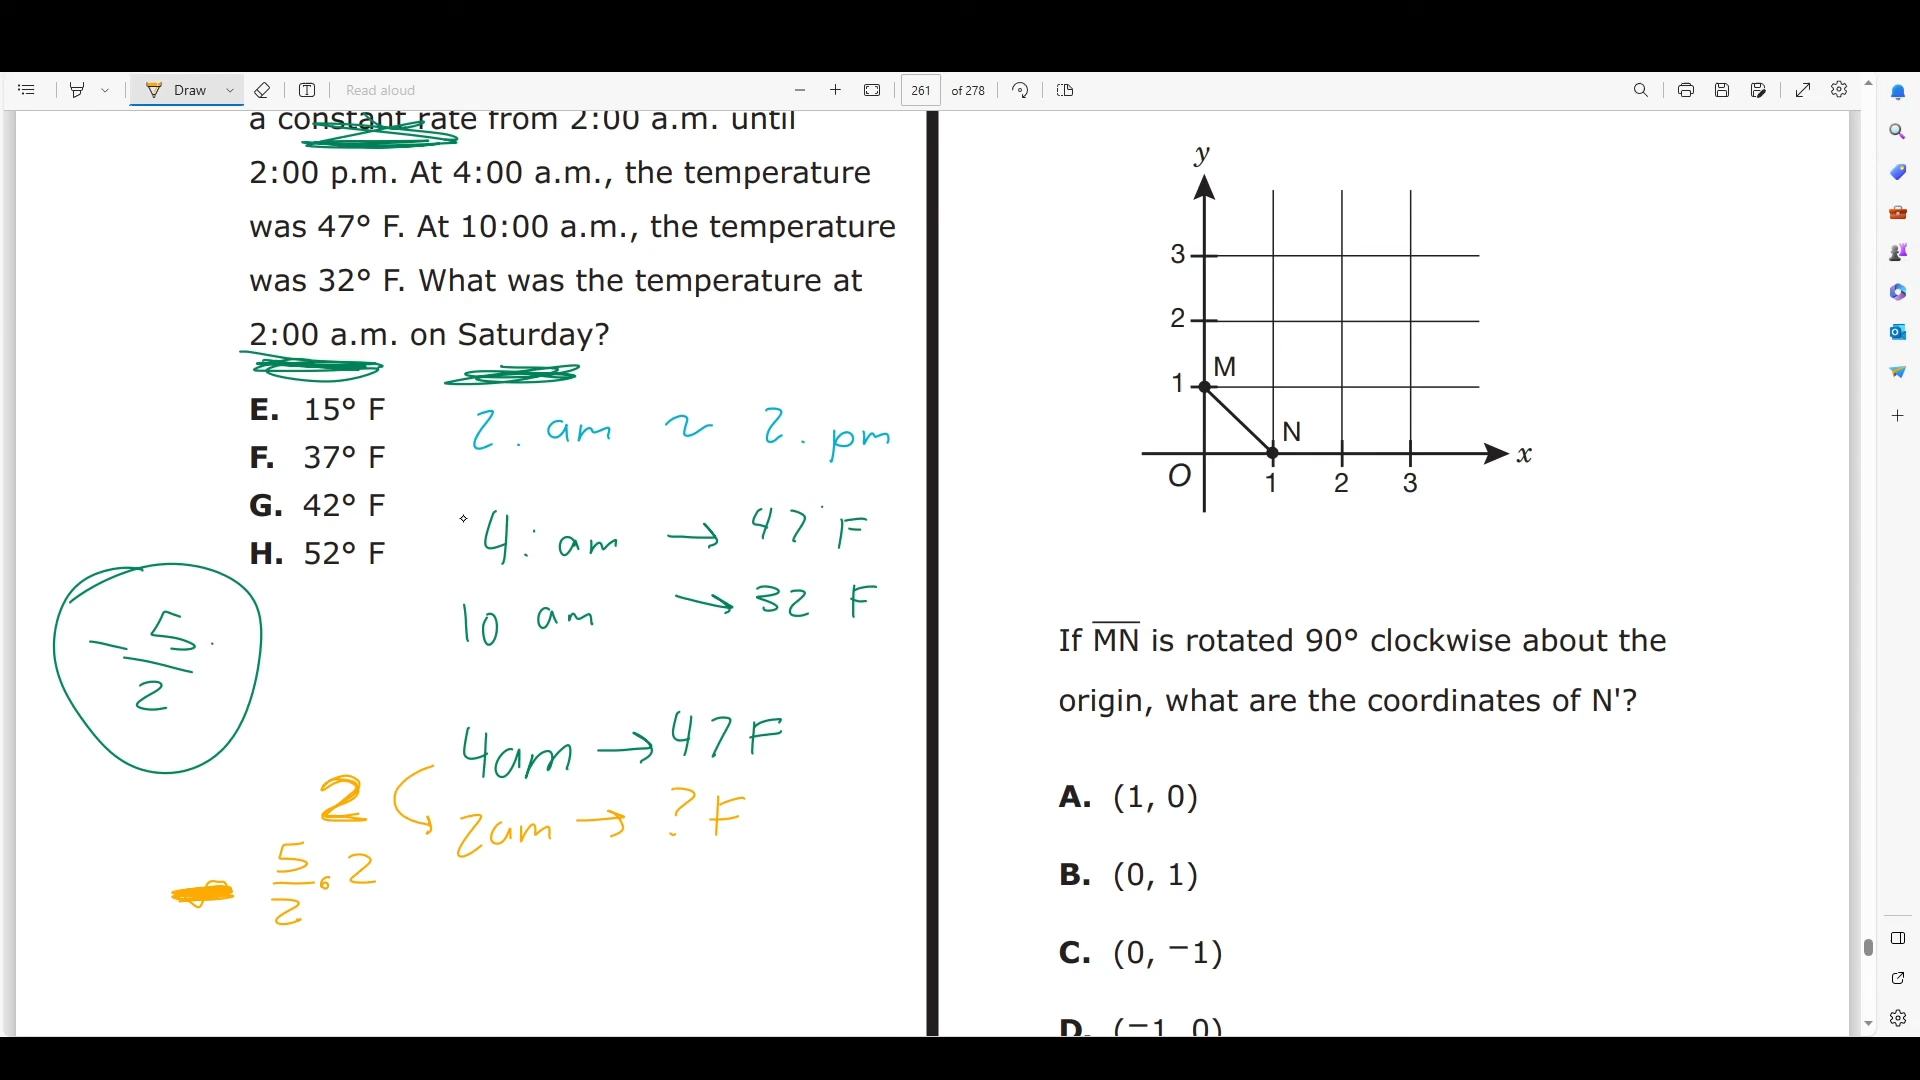 Draw
Read aloud
261 of 278
a constant rate from 2:00 a.m. until
2:00 p.m. At 4:00 a.m., the temperature
was 47° F. At 10:00 a.m., the temperature
was 32° F. What was the temperature at
2:00 a.m. on Saturday?
E. 15° F
F. 37° F
G. 42° F
H. 52° F
2. am ~ 2. pm
4: am → 47° F
10 am → 32 F
- 5/2
4am → 47 F
2
2am → ? F
5/2 · 2
y
3
2
1 M
N
O 1 2 3 x
If MN is rotated 90° clockwise about the
origin, what are the coordinates of N'?
A. (1, 0)
B. (0, 1)
C. (0, ⁻1)
D. (⁻1, 0)